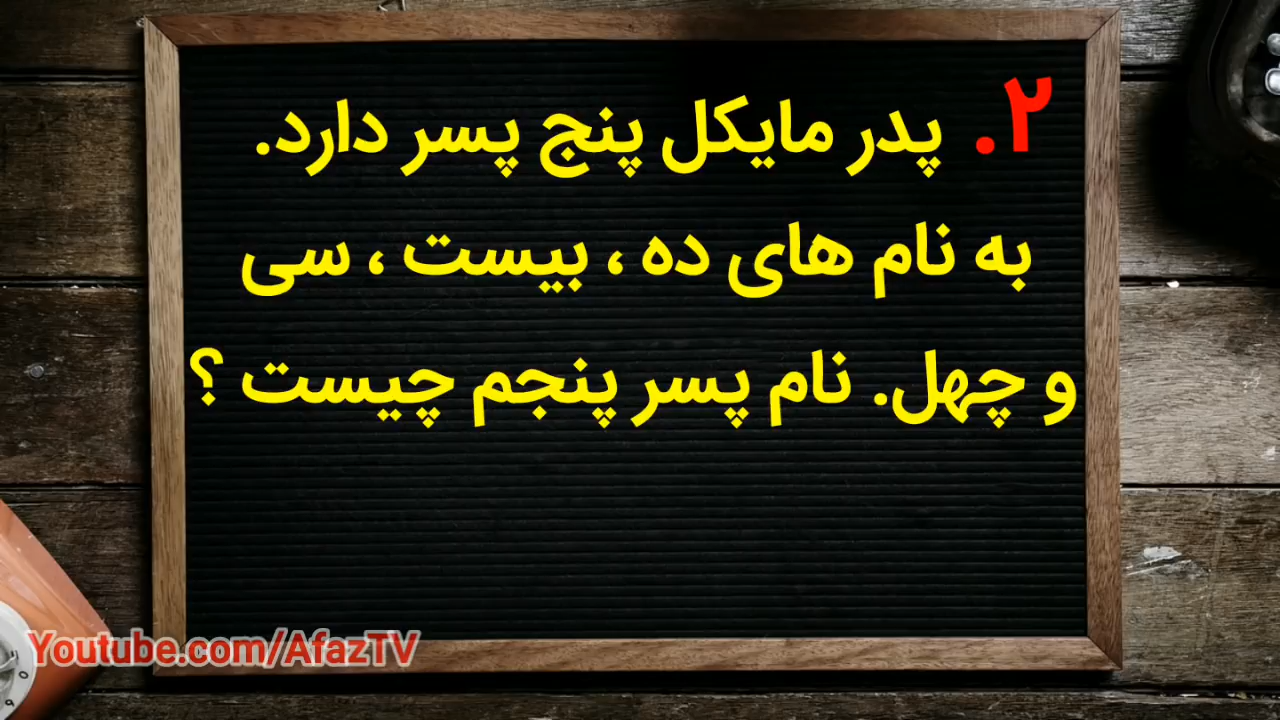 ۲. پدر مایکل پنج پسر دارد.
به نام های ده ، بیست ، سی
و چهل. نام پسر پنجم چیست ؟
Youtube.com/AfazTV